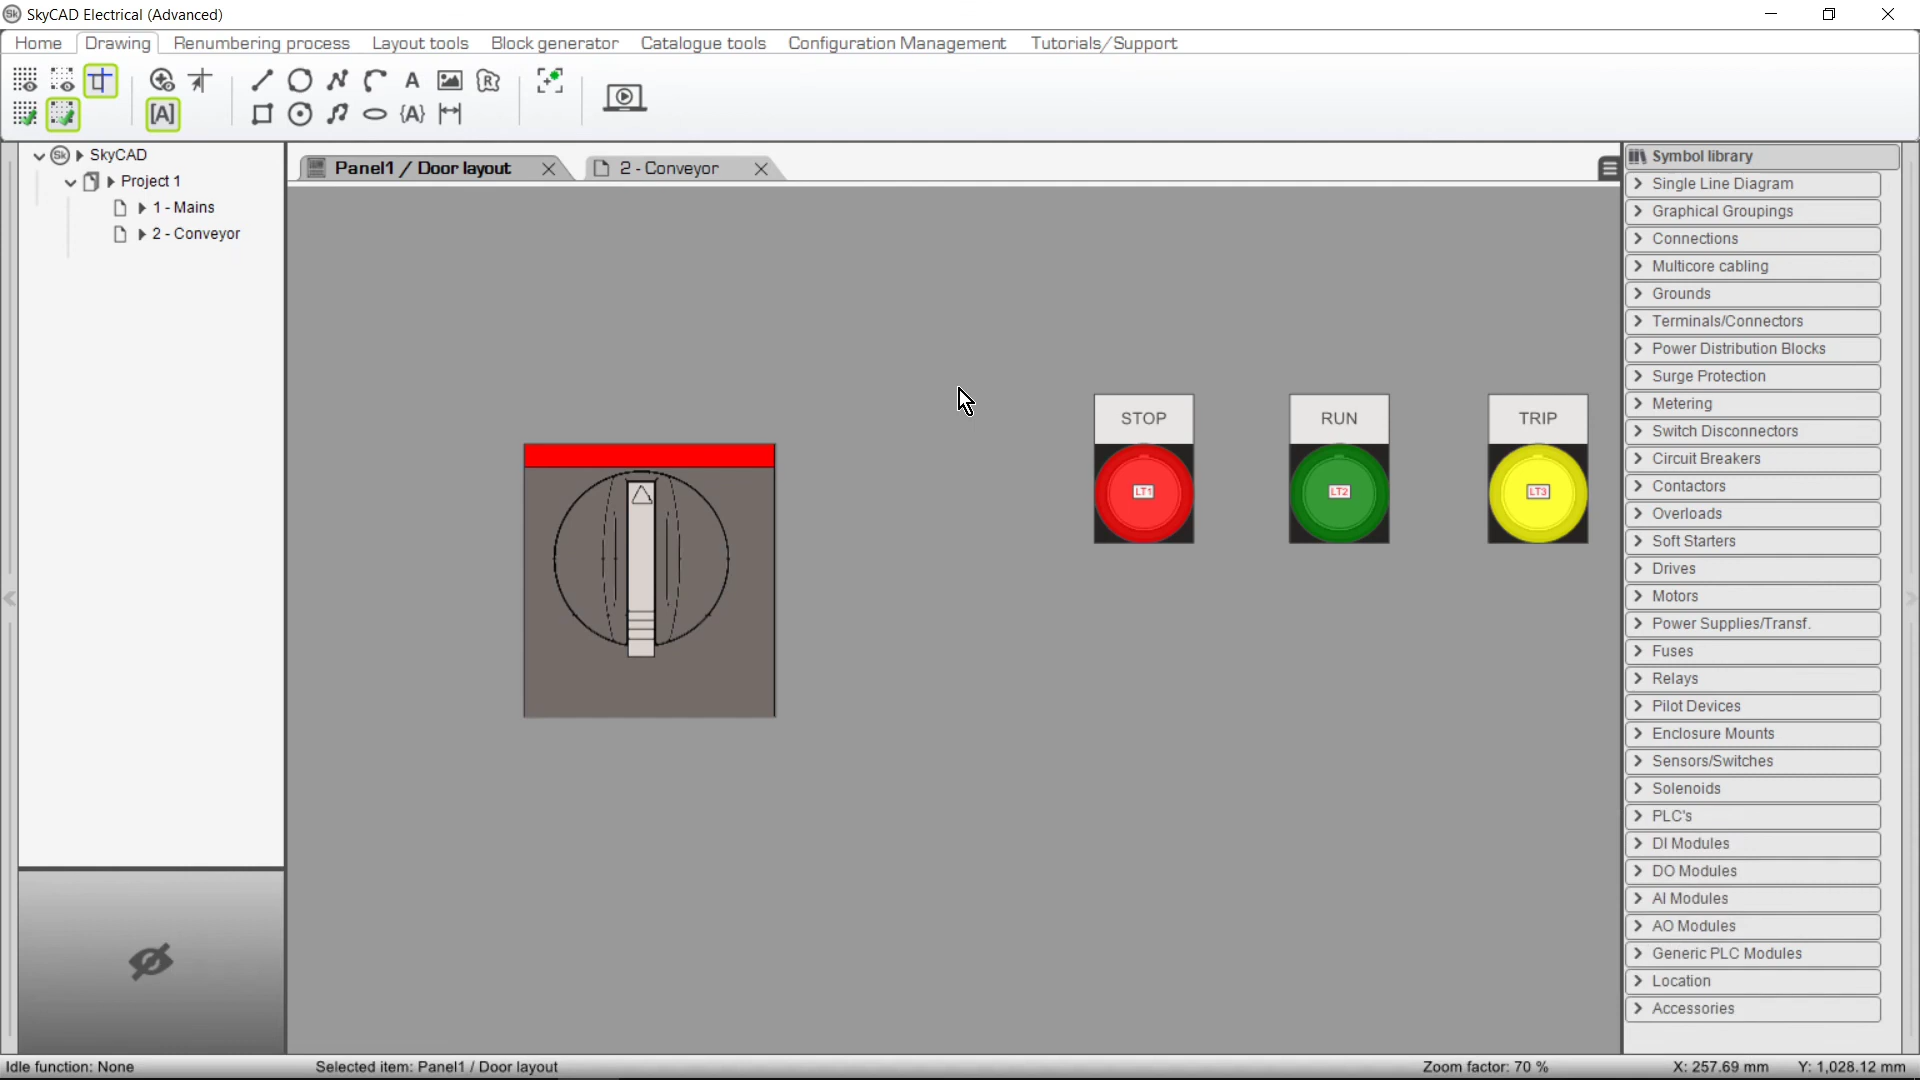 SkyCAD Electrical (Advanced)
Home Drawing Renumbering process Layout tools Block generator Catalogue tools Configuration Management Tutorials/Support
A R
[A] {A}
SkyCAD
Project 1
1 - Mains
2 - Conveyor
Panel1 / Door layout
2 - Conveyor
STOP RUN TRIP
LT1 LT2 LT3
Symbol library
Single Line Diagram
Graphical Groupings
Connections
Multicore cabling
Grounds
Terminals/Connectors
Power Distribution Blocks
Surge Protection
Metering
Switch Disconnectors
Circuit Breakers
Contactors
Overloads
Soft Starters
Drives
Motors
Power Supplies/Transf.
Fuses
Relays
Pilot Devices
Enclosure Mounts
Sensors/Switches
Solenoids
PLC's
DI Modules
DO Modules
AI Modules
AO Modules
Generic PLC Modules
Location
Accessories
Idle function: None Selected item: Panel1 / Door layout Zoom factor: 70 % X: 257.69 mm Y: 1,028.12 mm